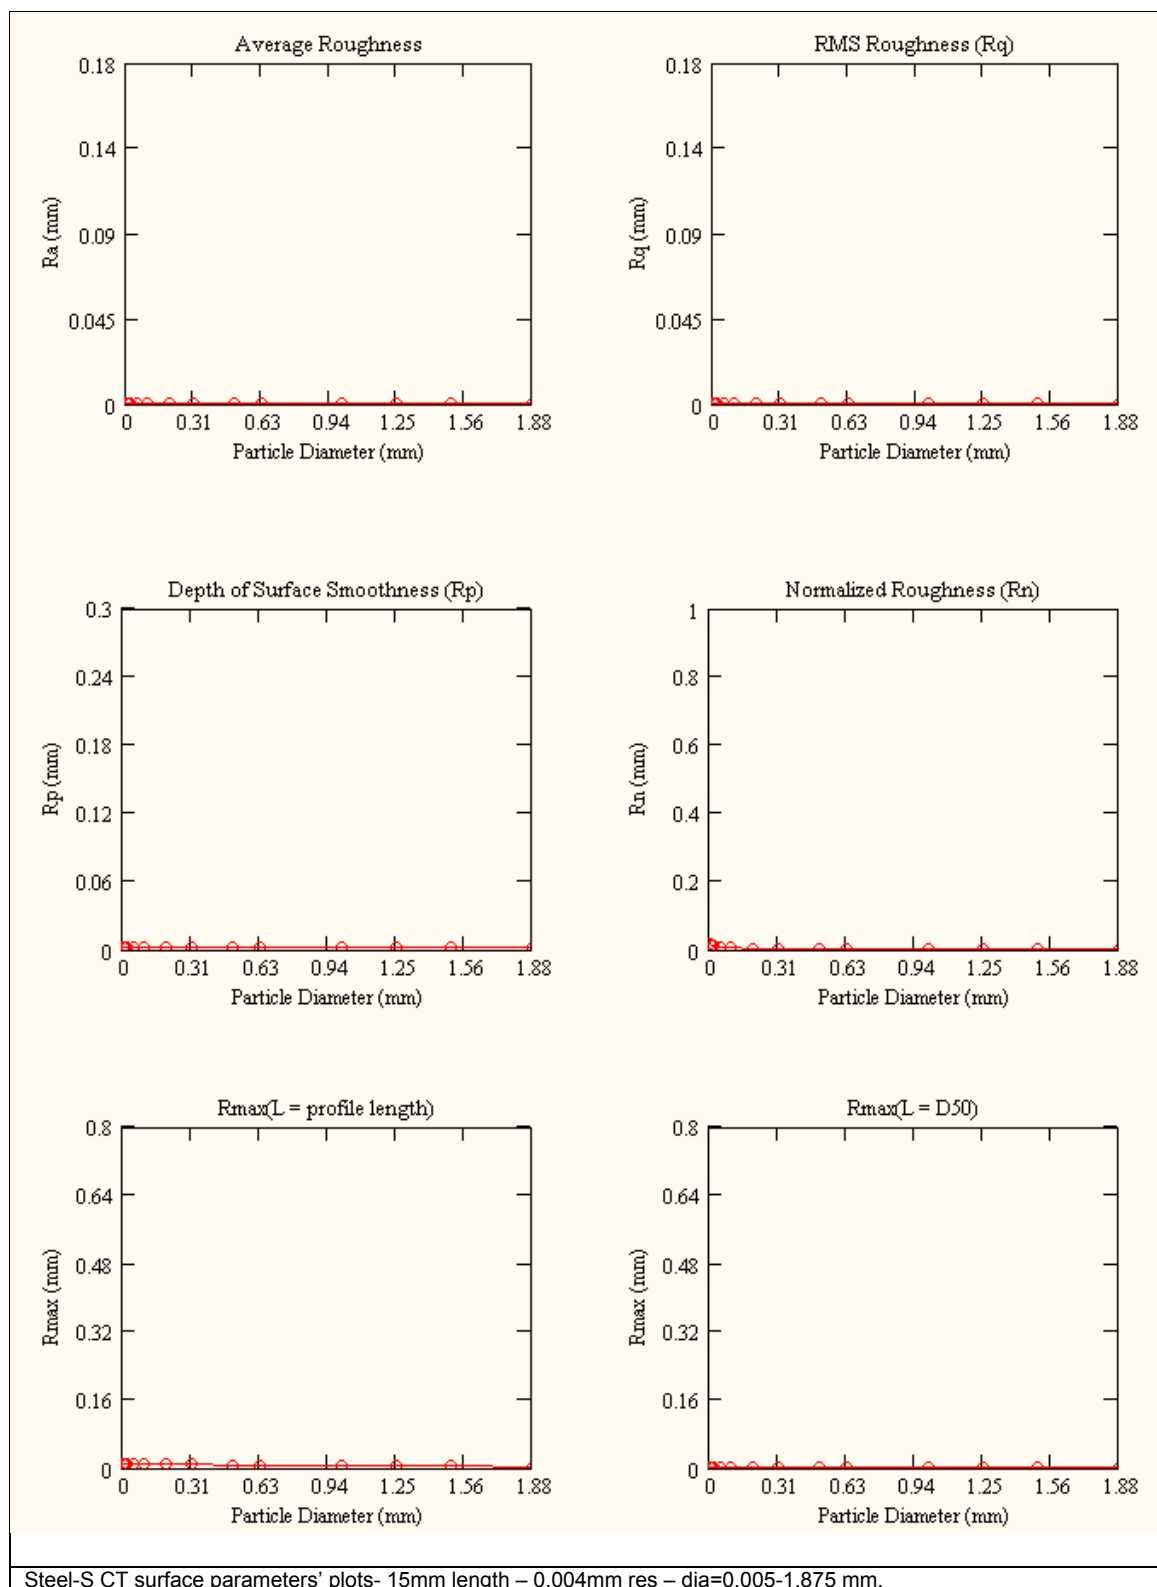 Average Roughness
0.18
0.14
0.09
0.045
0
Ra (mm)
0 0.31 0.63 0.94 1.25 1.56 1.88
Particle Diameter (mm)
RMS Roughness (Rq)
0.18
0.14
0.09
0.045
0
Rq (mm)
0 0.31 0.63 0.94 1.25 1.56 1.88
Particle Diameter (mm)
Depth of Surface Smoothness (Rp)
0.3
0.24
0.18
0.12
0.06
0
Rp (mm)
0 0.31 0.63 0.94 1.25 1.56 1.88
Particle Diameter (mm)
Normalized Roughness (Rn)
1
0.8
0.6
0.4
0.2
0
Rn (mm)
0 0.31 0.63 0.94 1.25 1.56 1.88
Particle Diameter (mm)
Rmax(L = profile length)
0.8
0.64
0.48
0.32
0.16
0
Rmax (mm)
0 0.31 0.63 0.94 1.25 1.56 1.88
Particle Diameter (mm)
Rmax(L = D50)
0.8
0.64
0.48
0.32
0.16
0
Rmax (mm)
0 0.31 0.63 0.94 1.25 1.56 1.88
Particle Diameter (mm)
Steel-S CT surface parameters' plots- 15mm length – 0.004mm res – dia=0.005-1.875 mm.